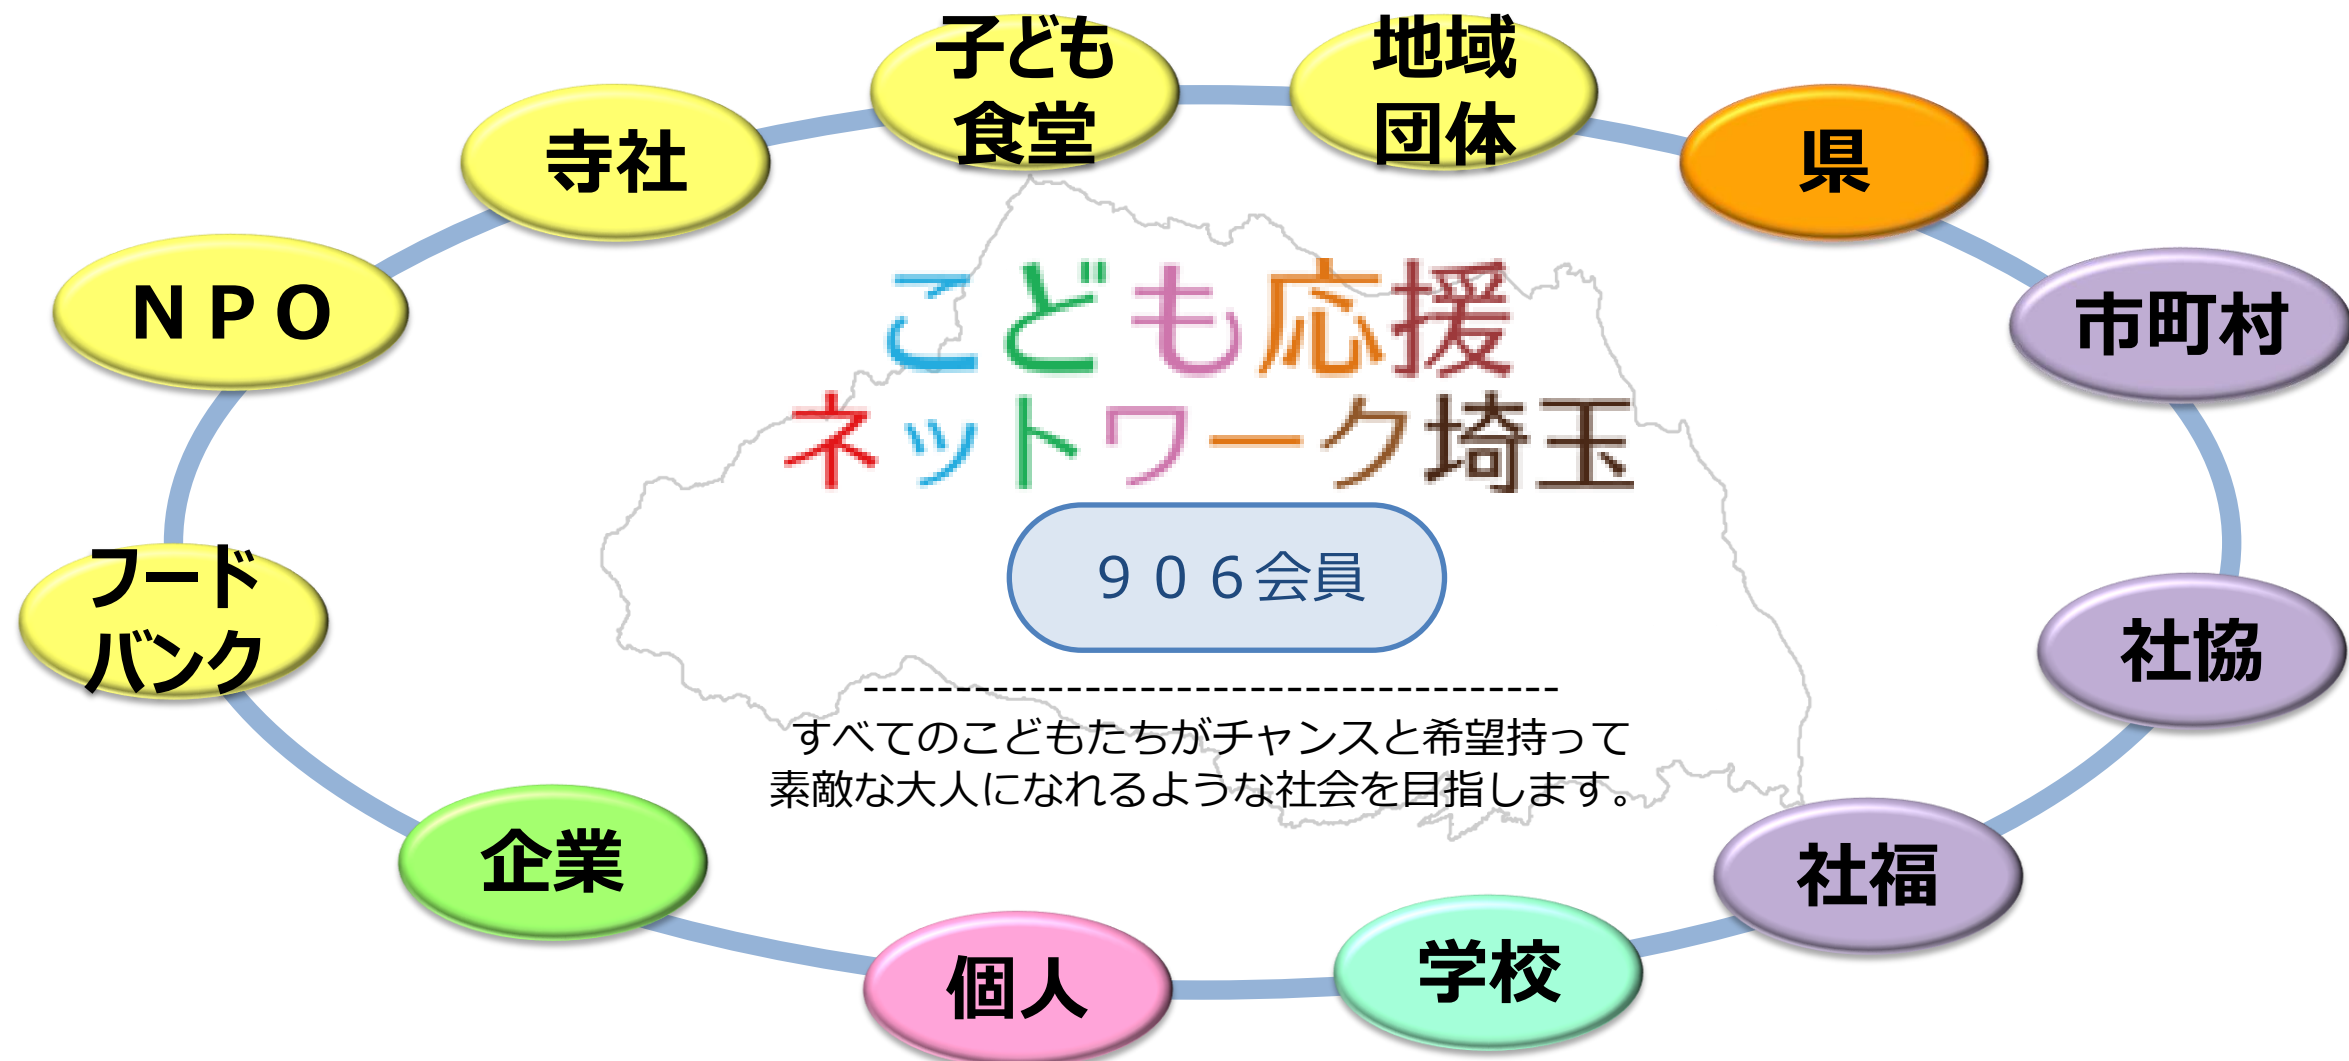 子ども
食堂
地域
団体
県
寺社
市町村
ＮＰＯ
こども応援
ネットワーク埼玉
９０６会員
フード
バンク
社協
-----------------------------------
すべてのこどもたちがチャンスと希望持って
素敵な大人になれるような社会を目指します。
企業
社福
学校
個人